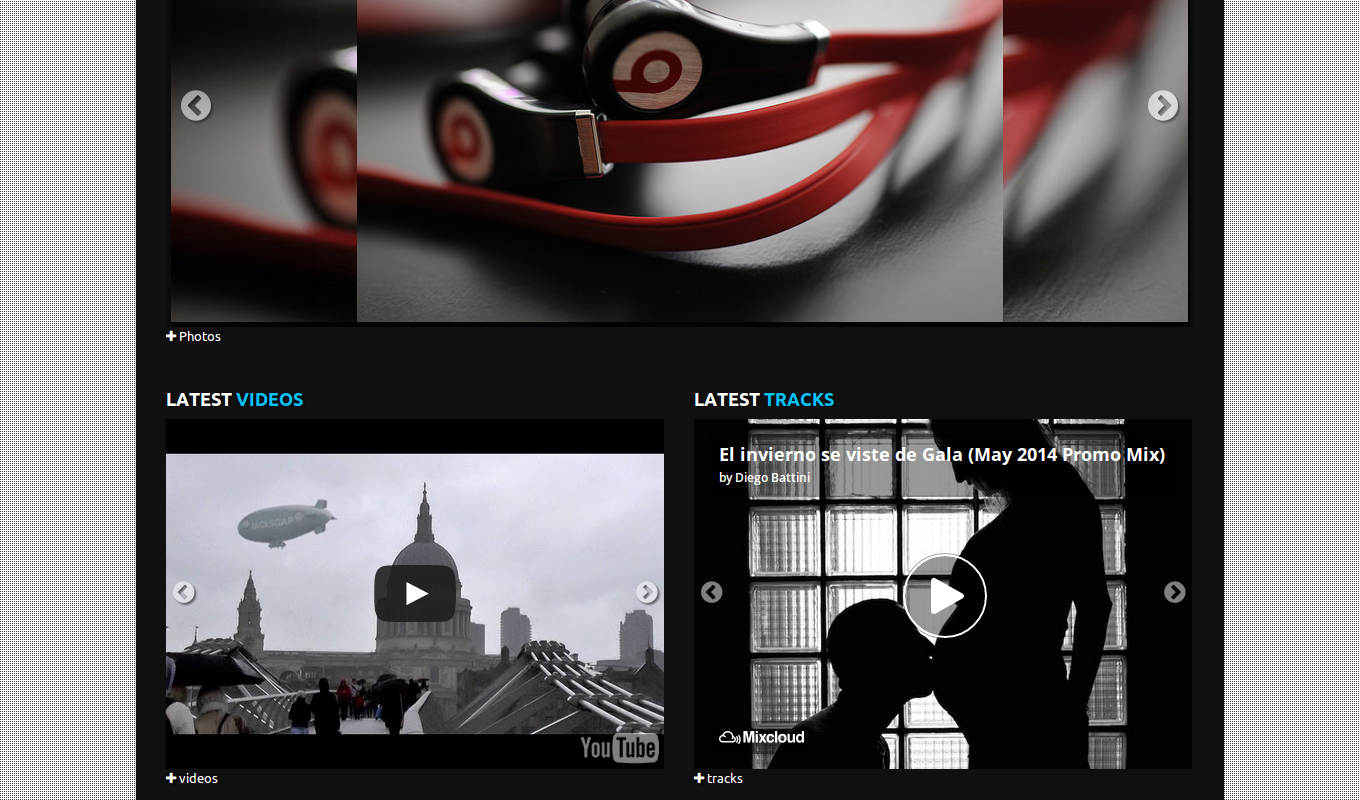 Photos
LATEST VIDEOS
JACKSGAP
YouTube
videos
LATEST TRACKS
El invierno se viste de Gala (May 2014 Promo Mix)
by Diego Battini
Mixcloud
tracks